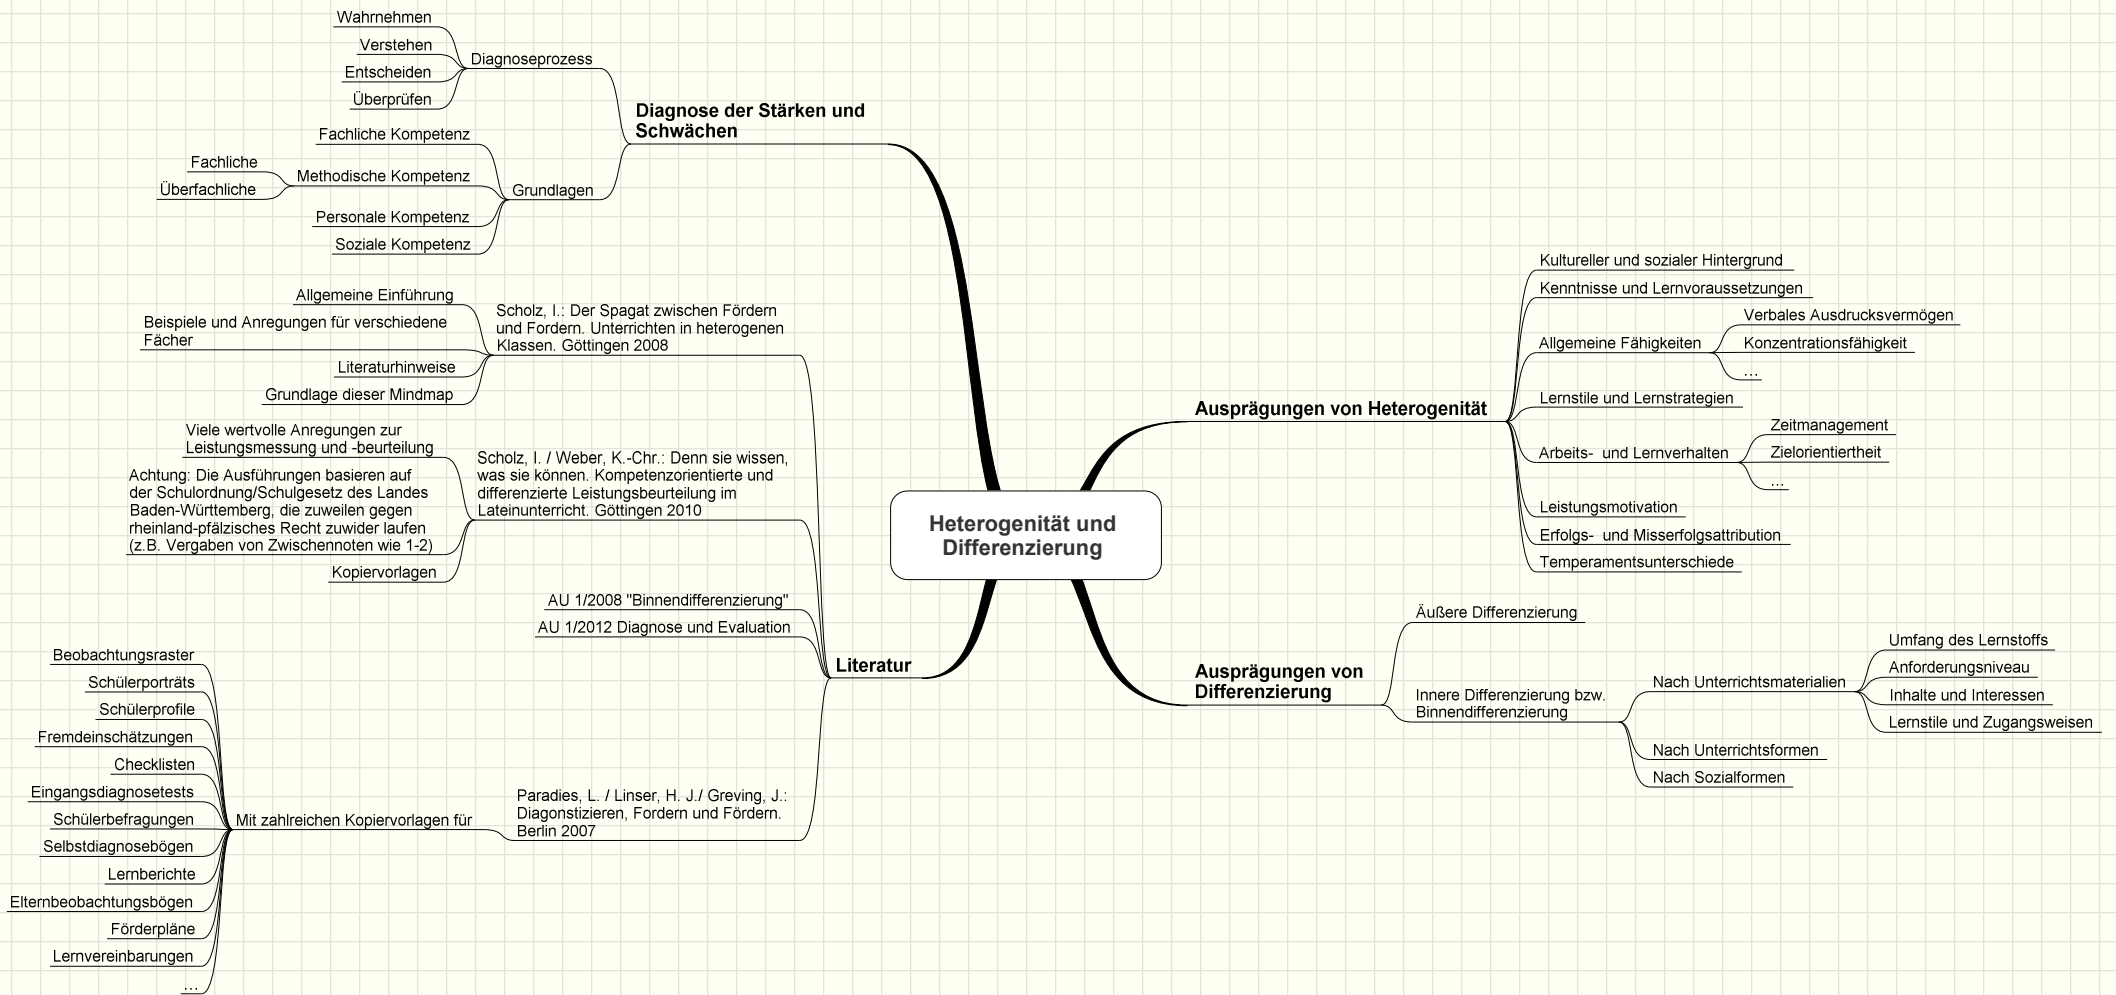 Heterogenität und
Differenzierung
Diagnose der Stärken und
Schwächen
Diagnoseprozess
Wahrnehmen
Verstehen
Entscheiden
Überprüfen
Grundlagen
Fachliche Kompetenz
Methodische Kompetenz
Fachliche
Überfachliche
Personale Kompetenz
Soziale Kompetenz
Literatur
Scholz, I.: Der Spagat zwischen Fördern
und Fordern. Unterrichten in heterogenen
Klassen. Göttingen 2008
Allgemeine Einführung
Beispiele und Anregungen für verschiedene
Fächer
Literaturhinweise
Grundlage dieser Mindmap
Scholz, I. / Weber, K.-Chr.: Denn sie wissen,
was sie können. Kompetenzorientierte und
differenzierte Leistungsbeurteilung im
Lateinunterricht. Göttingen 2010
Viele wertvolle Anregungen zur
Leistungsmessung und -beurteilung
Achtung: Die Ausführungen basieren auf
der Schulordnung/Schulgesetz des Landes
Baden-Württemberg, die zuweilen gegen
rheinland-pfälzisches Recht zuwider laufen
(z.B. Vergaben von Zwischennoten wie 1-2)
Kopiervorlagen
AU 1/2008 "Binnendifferenzierung"
AU 1/2012 Diagnose und Evaluation
Paradies, L. / Linser, H. J./ Greving, J.:
Diagonstizieren, Fordern und Fördern.
Berlin 2007
Mit zahlreichen Kopiervorlagen für
Beobachtungsraster
Schülerporträts
Schülerprofile
Fremdeinschätzungen
Checklisten
Eingangsdiagnosetests
Schülerbefragungen
Selbstdiagnosebögen
Lernberichte
Elternbeobachtungsbögen
Förderpläne
Lernvereinbarungen
...
Ausprägungen von Heterogenität
Kultureller und sozialer Hintergrund
Kenntnisse und Lernvoraussetzungen
Allgemeine Fähigkeiten
Verbales Ausdrucksvermögen
Konzentrationsfähigkeit
...
Lernstile und Lernstrategien
Arbeits- und Lernverhalten
Zeitmanagement
Zielorientiertheit
...
Leistungsmotivation
Erfolgs- und Misserfolgsattribution
Temperamentsunterschiede
Ausprägungen von
Differenzierung
Äußere Differenzierung
Innere Differenzierung bzw.
Binnendifferenzierung
Nach Unterrichtsmaterialien
Umfang des Lernstoffs
Anforderungsniveau
Inhalte und Interessen
Lernstile und Zugangsweisen
Nach Unterrichtsformen
Nach Sozialformen